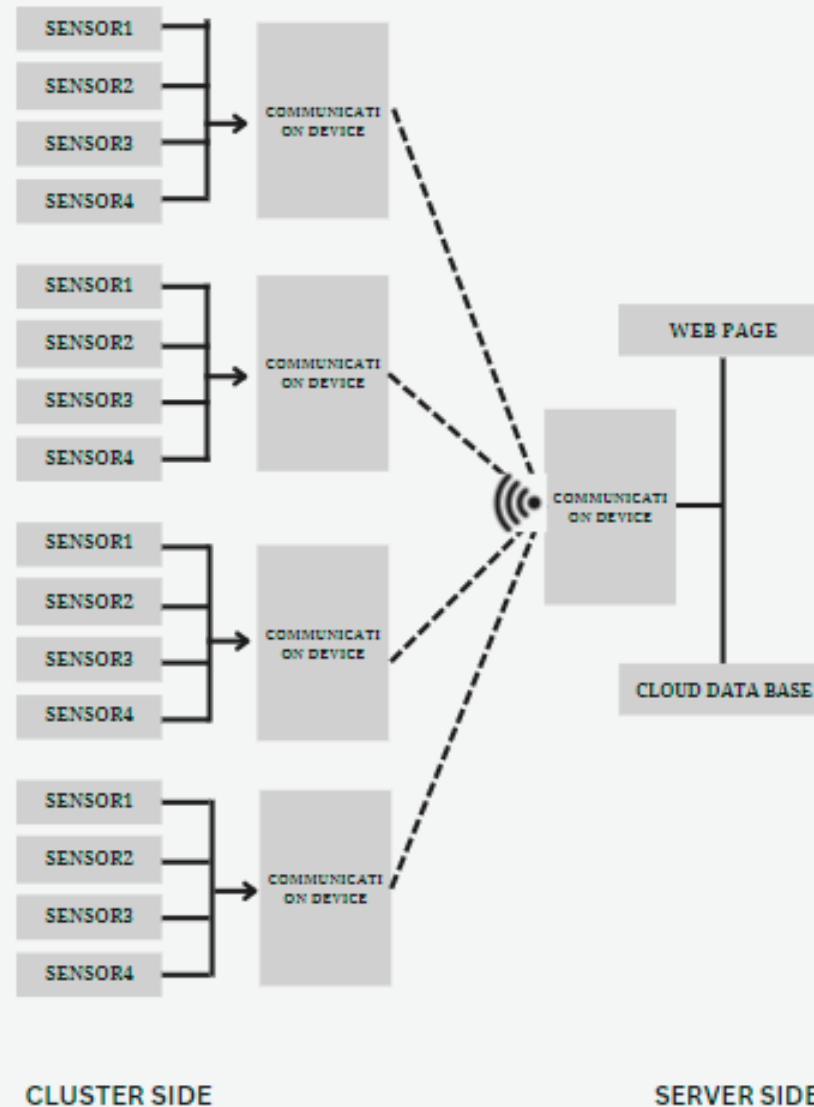 SENSOR1
SENSOR2
SENSOR3
SENSOR4
COMMUNICATI
ON DEVICE
SENSOR1
SENSOR2
SENSOR3
SENSOR4
COMMUNICATI
ON DEVICE
SENSOR1
SENSOR2
SENSOR3
SENSOR4
COMMUNICATI
ON DEVICE
SENSOR1
SENSOR2
SENSOR3
SENSOR4
COMMUNICATI
ON DEVICE
COMMUNICATI
ON DEVICE
WEB PAGE
CLOUD DATA BASE
CLUSTER SIDE
SERVER SIDE